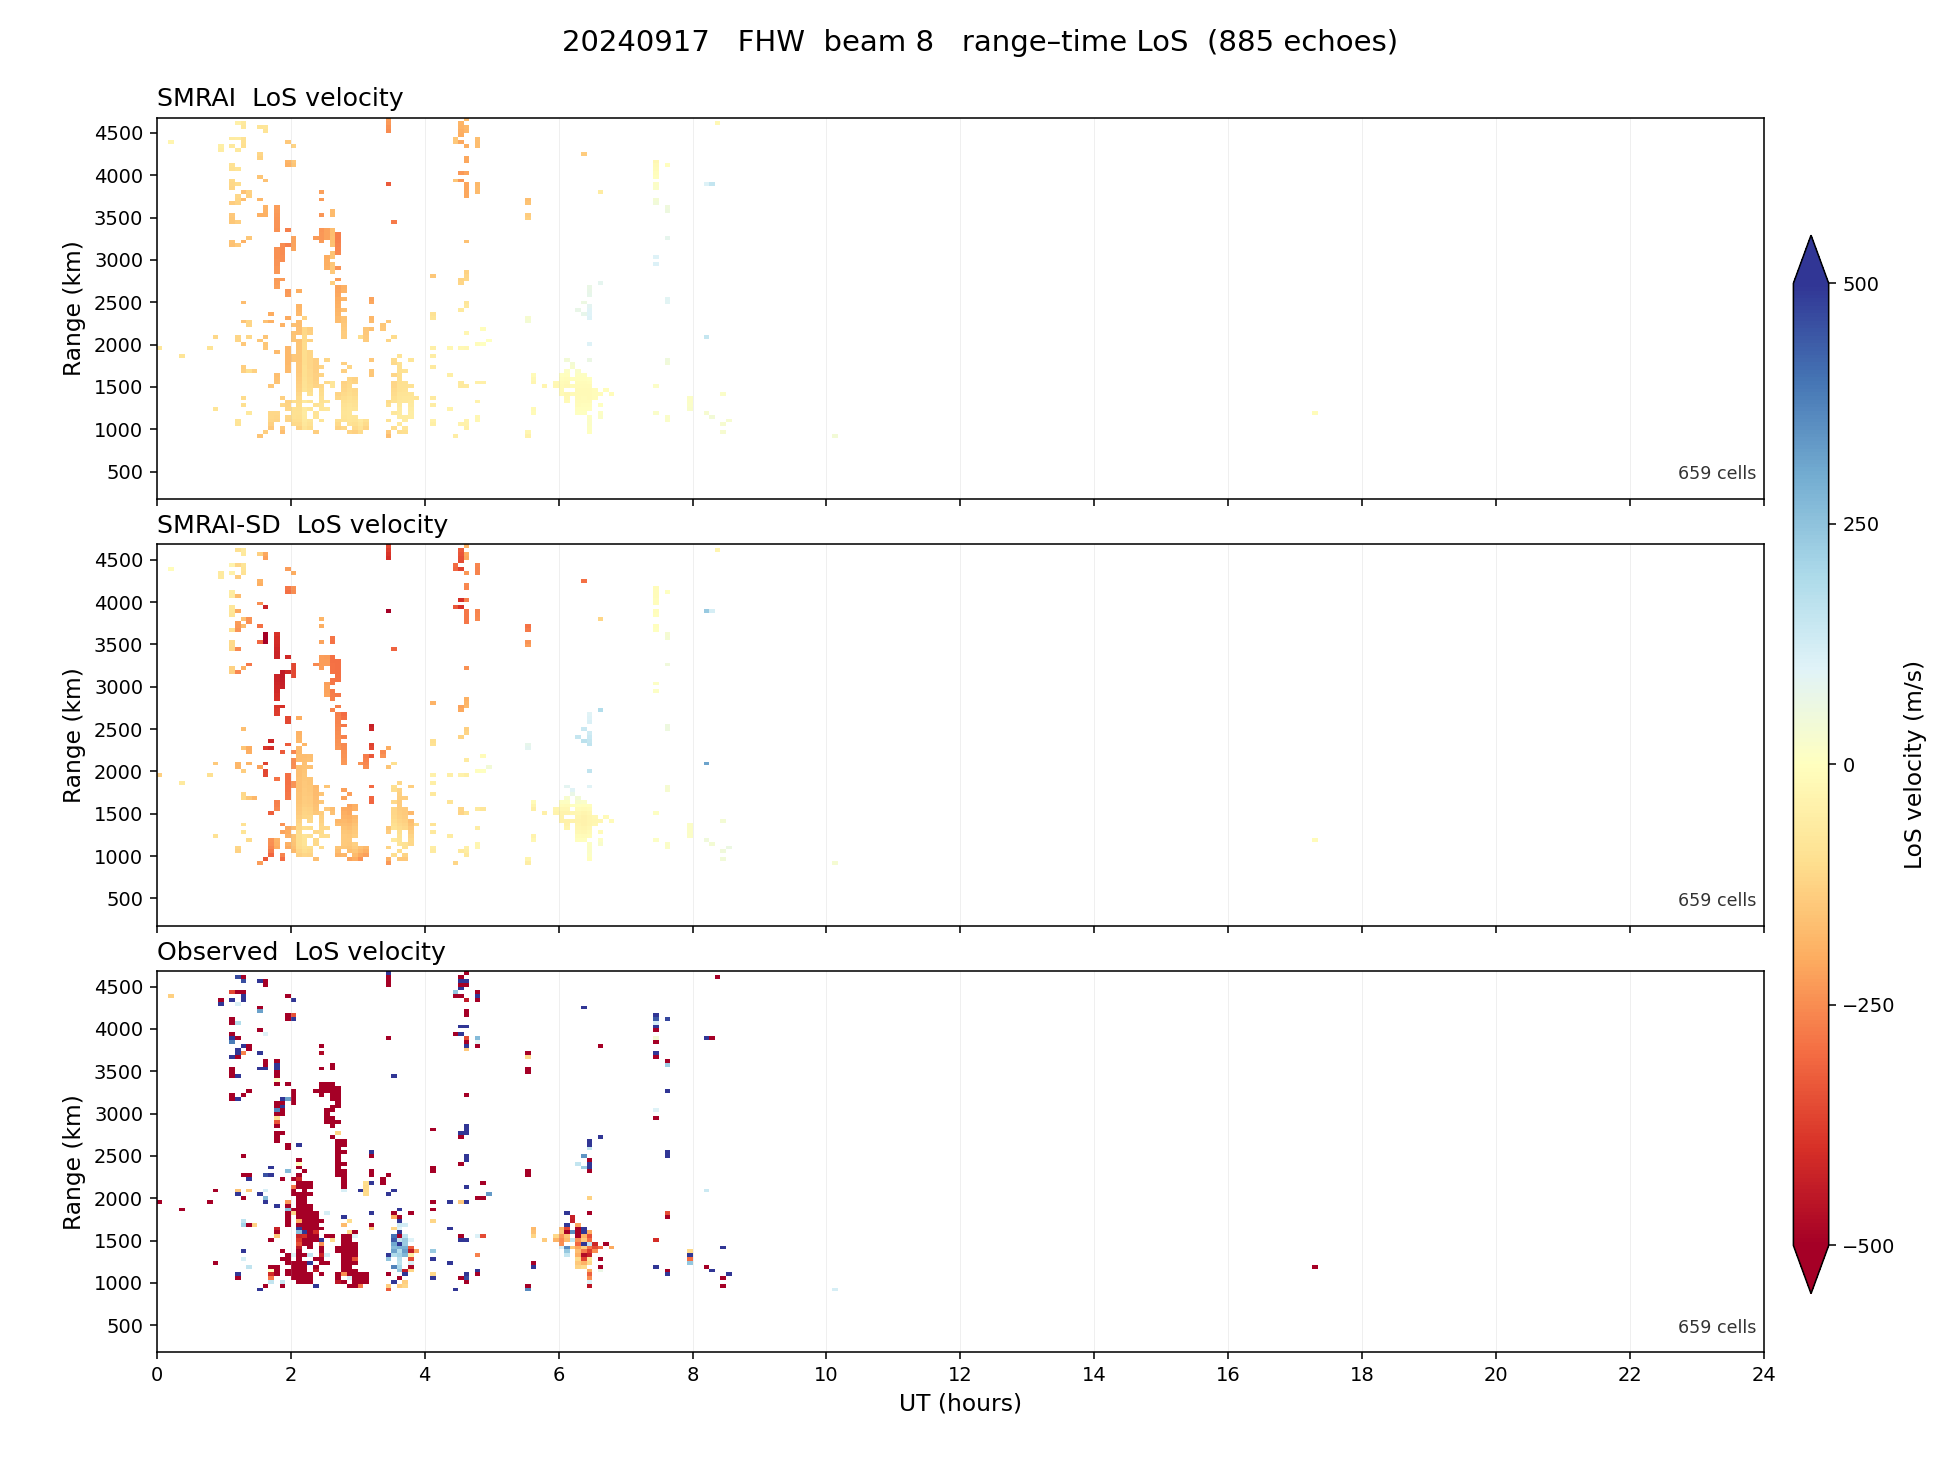 20240917 FHW beam 8 range–time LoS (885 echoes)
SMRAI LoS velocity
4500
4000
3500
3000
2500
2000
1500
1000
500
Range (km)
659 cells
SMRAI-SD LoS velocity
4500
4000
3500
3000
2500
2000
1500
1000
500
Range (km)
659 cells
Observed LoS velocity
4500
4000
3500
3000
2500
2000
1500
1000
500
Range (km)
659 cells
0 2 4 6 8 10 12 14 16 18 20 22 24
UT (hours)
500
250
0
−250
−500
LoS velocity (m/s)